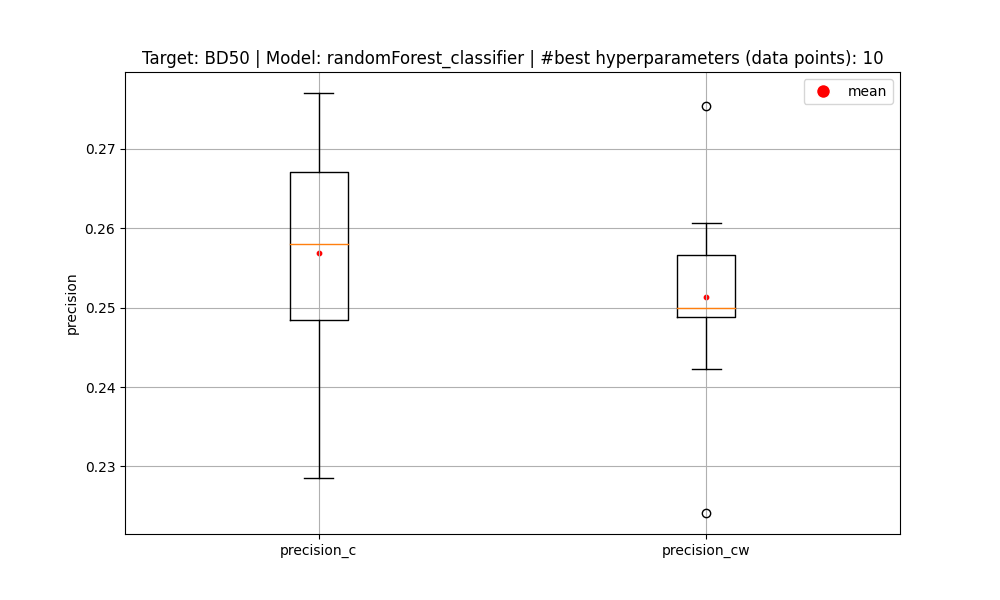 Target: BD50 | Model: randomForest_classifier | #best hyperparameters (data points): 10
mean
0.27
0.26
0.25
0.24
0.23
precision
precision_c
precision_cw